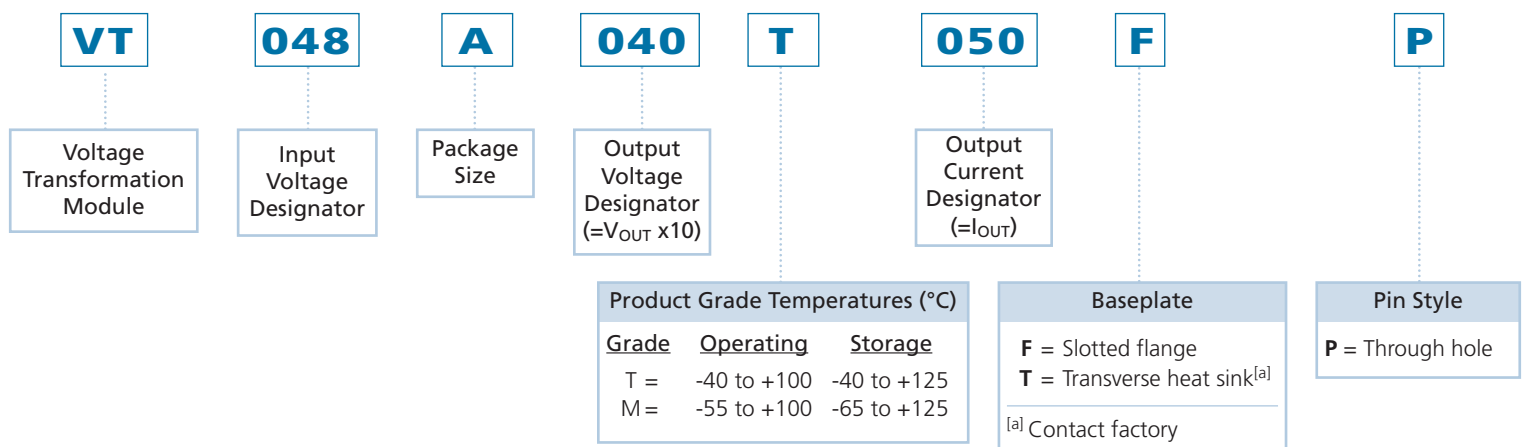 VT 048 A 040 T 050 F P
Voltage
Transformation
Module
Input
Voltage
Designator
Package
Size
Output
Voltage
Designator
(=VOUT x10)
Output
Current
Designator
(=IOUT)
Product Grade Temperatures (°C)
Grade Operating Storage
T = -40 to +100 -40 to +125
M = -55 to +100 -65 to +125
Baseplate
F = Slotted flange
T = Transverse heat sink[a]
[a] Contact factory
Pin Style
P = Through hole